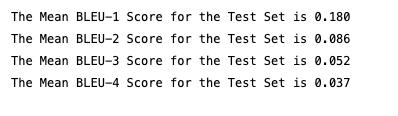 The Mean BLEU-1 Score for the Test Set is 0.180
The Mean BLEU-2 Score for the Test Set is 0.086
The Mean BLEU-3 Score for the Test Set is 0.052
The Mean BLEU-4 Score for the Test Set is 0.037